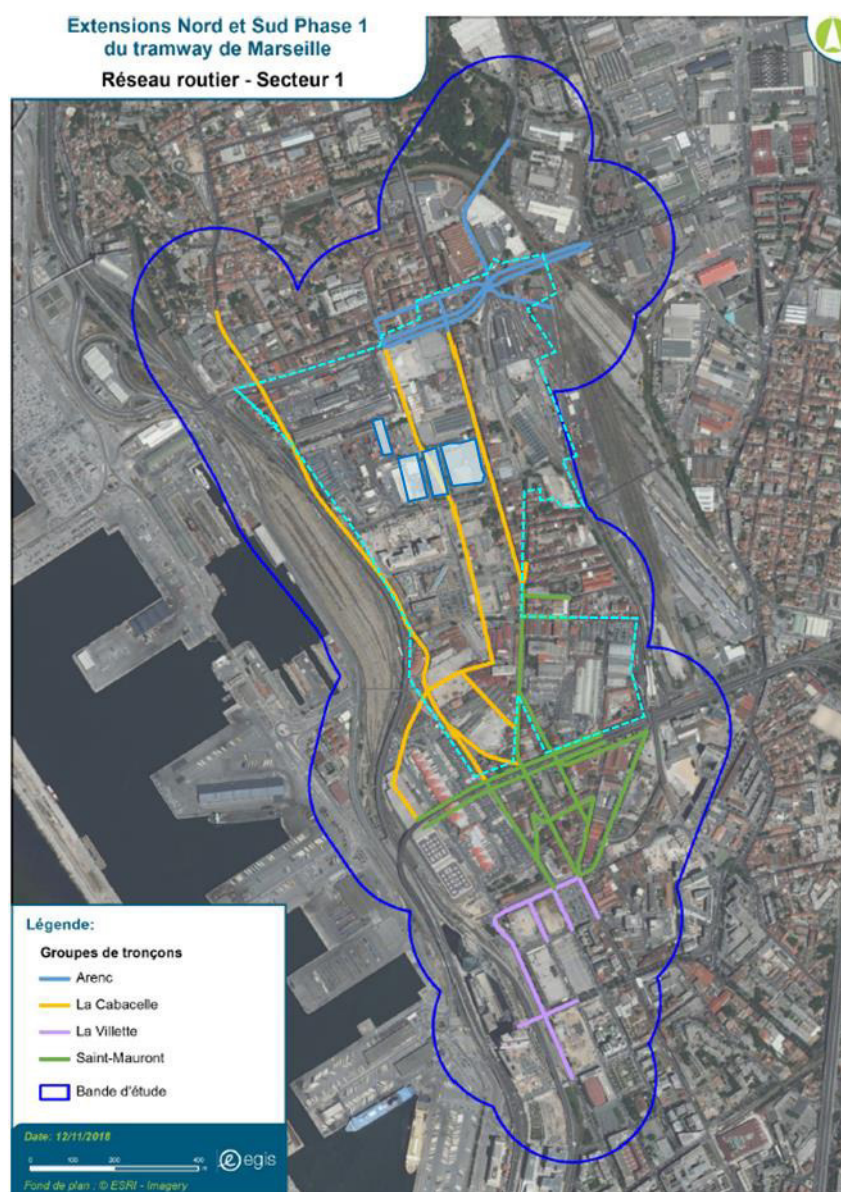 Extensions Nord et Sud Phase 1
du tramway de Marseille
Réseau routier - Secteur 1
Légende:
Groupes de tronçons
Arenc
La Cabacelle
La Villette
Saint-Mauront
Bande d'étude
Date: 12/11/2018
0 100 200 400
m
egis
Fond de plan : © ESRI - Imagery